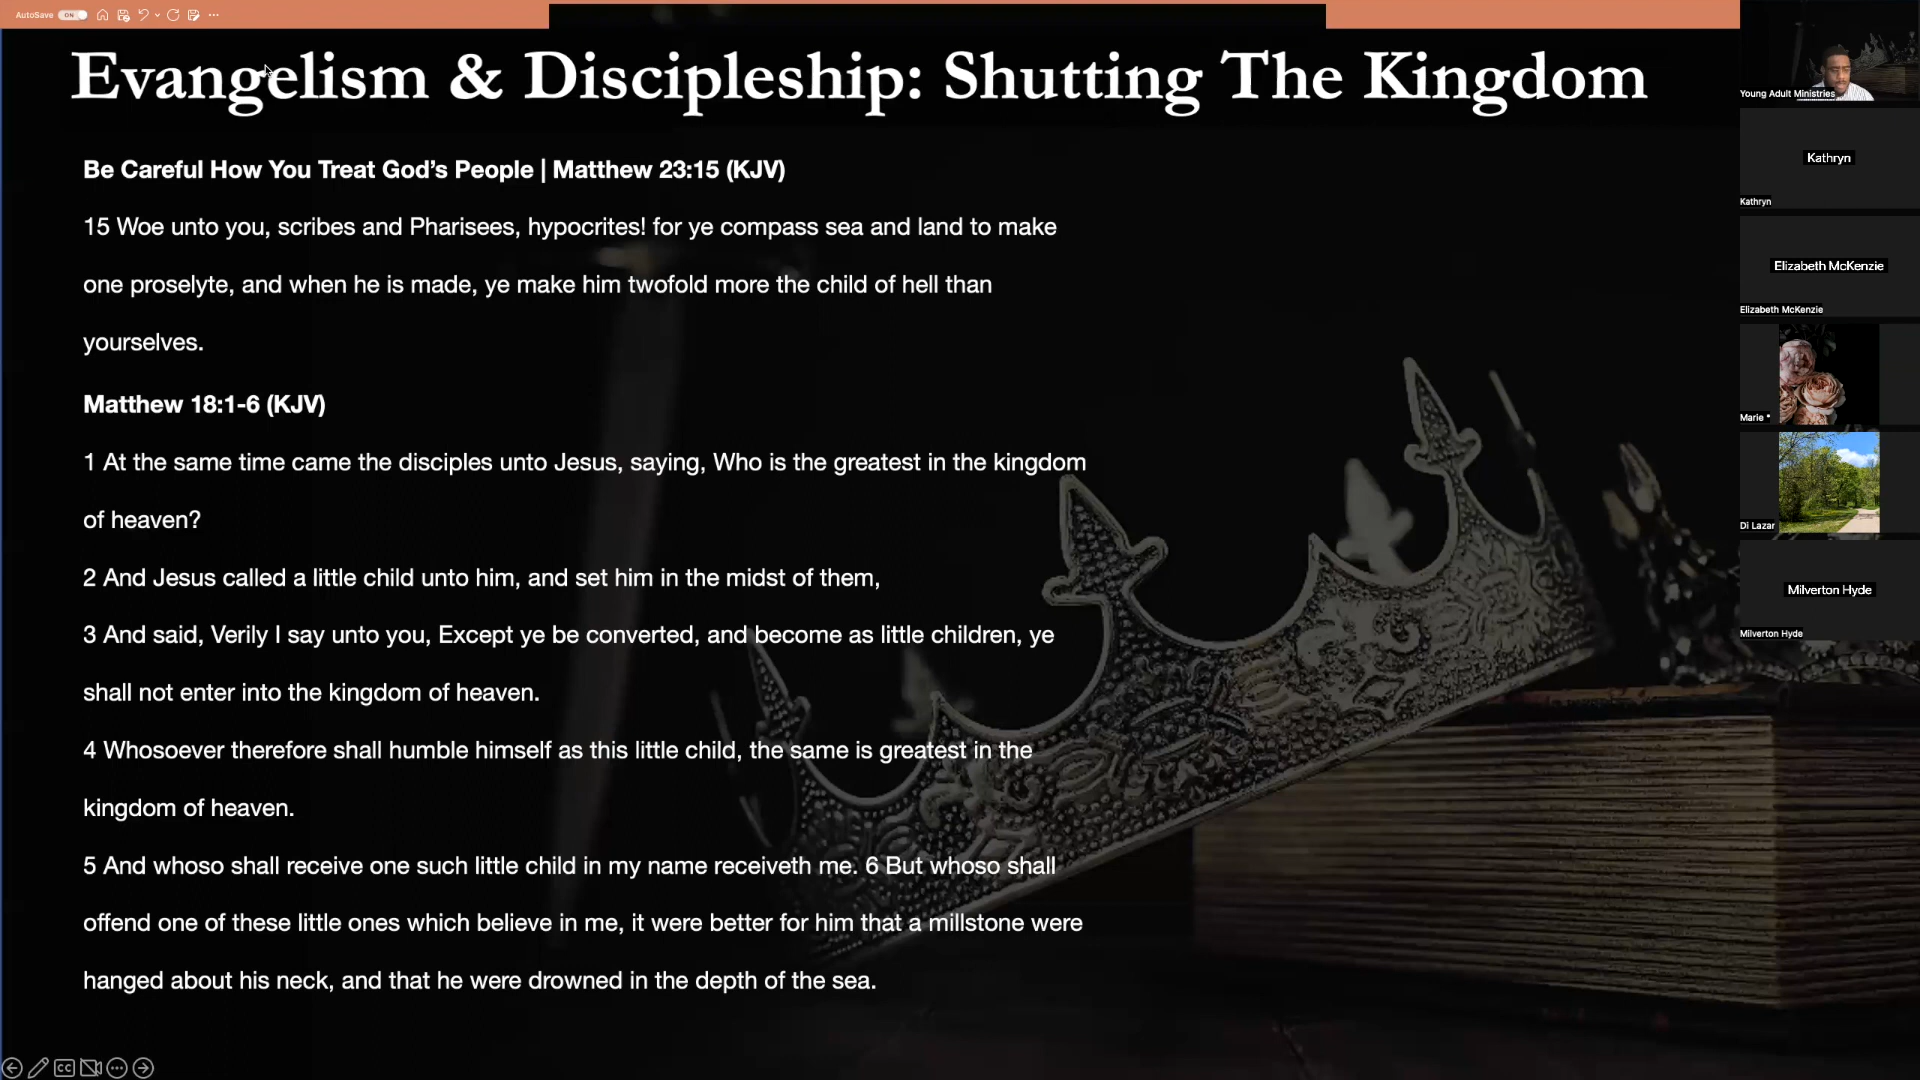 AutoSave ON
Evangelism & Discipleship: Shutting The Kingdom
Be Careful How You Treat God’s People | Matthew 23:15 (KJV)
15 Woe unto you, scribes and Pharisees, hypocrites! for ye compass sea and land to make
one proselyte, and when he is made, ye make him twofold more the child of hell than
yourselves.
Matthew 18:1-6 (KJV)
1 At the same time came the disciples unto Jesus, saying, Who is the greatest in the kingdom
of heaven?
2 And Jesus called a little child unto him, and set him in the midst of them,
3 And said, Verily I say unto you, Except ye be converted, and become as little children, ye
shall not enter into the kingdom of heaven.
4 Whosoever therefore shall humble himself as this little child, the same is greatest in the
kingdom of heaven.
5 And whoso shall receive one such little child in my name receiveth me. 6 But whoso shall
offend one of these little ones which believe in me, it were better for him that a millstone were
hanged about his neck, and that he were drowned in the depth of the sea.
CC
Young Adult Ministries
Kathryn
Kathryn
Elizabeth McKenzie
Elizabeth McKenzie
Marie *
Di Lazar
Milverton Hyde
Milverton Hyde